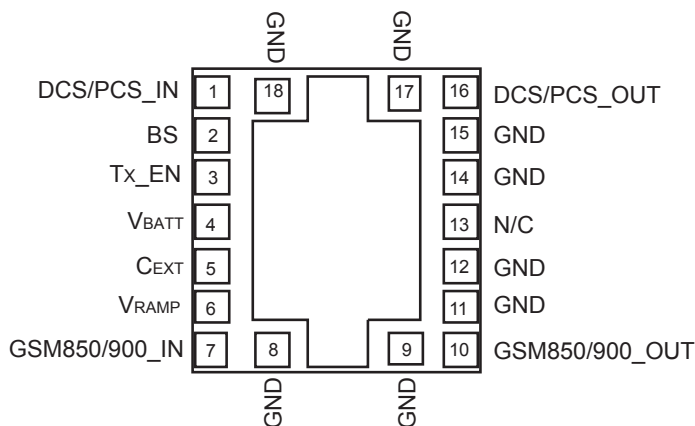 GND GND
DCS/PCS_IN 1 18 17 16 DCS/PCS_OUT
BS 2 15 GND
Tx_EN 3 14 GND
VBATT 4 13 N/C
CEXT 5 12 GND
VRAMP 6 11 GND
GSM850/900_IN 7 8 9 10 GSM850/900_OUT
GND GND